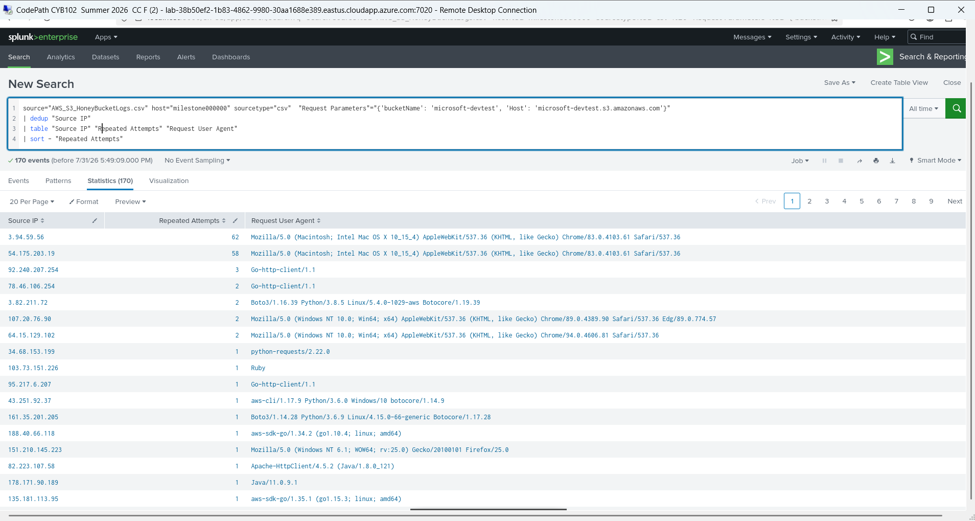 CodePath CYB102 Summer 2026 CC F (2) - lab-38b50ef2-1b83-4862-9980-30aa1688e389.eastus.cloudapp.azure.com:7020 - Remote Desktop Connection
splunk>enterprise Apps Messages Settings Activity Help Find
Search Analytics Datasets Reports Alerts Dashboards Search & Reporting
New Search Save As Create Table View Close
1 source="AWS_S3_HoneyBucketLogs.csv" host="milestone000000" sourcetype="csv" "Request Parameters"="{'bucketName': 'microsoft-devtest', 'Host': 'microsoft-devtest.s3.amazonaws.com'}" All time
2 | dedup "Source IP"
3 | table "Source IP" "Repeated Attempts" "Request User Agent"
4 | sort - "Repeated Attempts"
170 events (before 7/31/26 5:49:09.000 PM) No Event Sampling Job Smart Mode
Events Patterns Statistics (170) Visualization
20 Per Page Format Preview Prev 1 2 3 4 5 6 7 8 9 Next
Source IP Repeated Attempts Request User Agent
3.94.59.56 62 Mozilla/5.0 (Macintosh; Intel Mac OS X 10_15_4) AppleWebKit/537.36 (KHTML, like Gecko) Chrome/83.0.4103.61 Safari/537.36
54.175.203.19 58 Mozilla/5.0 (Macintosh; Intel Mac OS X 10_15_4) AppleWebKit/537.36 (KHTML, like Gecko) Chrome/83.0.4103.61 Safari/537.36
92.240.207.254 3 Go-http-client/1.1
78.46.106.254 2 Go-http-client/1.1
3.82.211.72 2 Boto3/1.16.39 Python/3.8.5 Linux/5.4.0-1029-aws Botocore/1.19.39
107.20.76.90 2 Mozilla/5.0 (Windows NT 10.0; Win64; x64) AppleWebKit/537.36 (KHTML, like Gecko) Chrome/89.0.4389.90 Safari/537.36 Edg/89.0.774.57
64.15.129.102 2 Mozilla/5.0 (Windows NT 10.0; Win64; x64) AppleWebKit/537.36 (KHTML, like Gecko) Chrome/94.0.4606.81 Safari/537.36
34.68.153.199 1 python-requests/2.22.0
103.73.151.226 1 Ruby
95.217.6.207 1 Go-http-client/1.1
43.251.92.37 1 aws-cli/1.17.9 Python/3.6.0 Windows/10 botocore/1.14.9
161.35.201.205 1 Boto3/1.14.28 Python/3.6.9 Linux/4.15.0-66-generic Botocore/1.17.28
188.40.66.118 1 aws-sdk-go/1.34.2 (go1.10.4; linux; amd64)
151.210.145.223 1 Mozilla/5.0 (Windows NT 6.1; WOW64; rv:25.0) Gecko/20100101 Firefox/25.0
82.223.107.58 1 Apache-HttpClient/4.5.2 (Java/1.8.0_121)
178.171.90.189 1 Java/11.0.9.1
135.181.113.95 1 aws-sdk-go/1.35.1 (go1.15.3; linux; amd64)